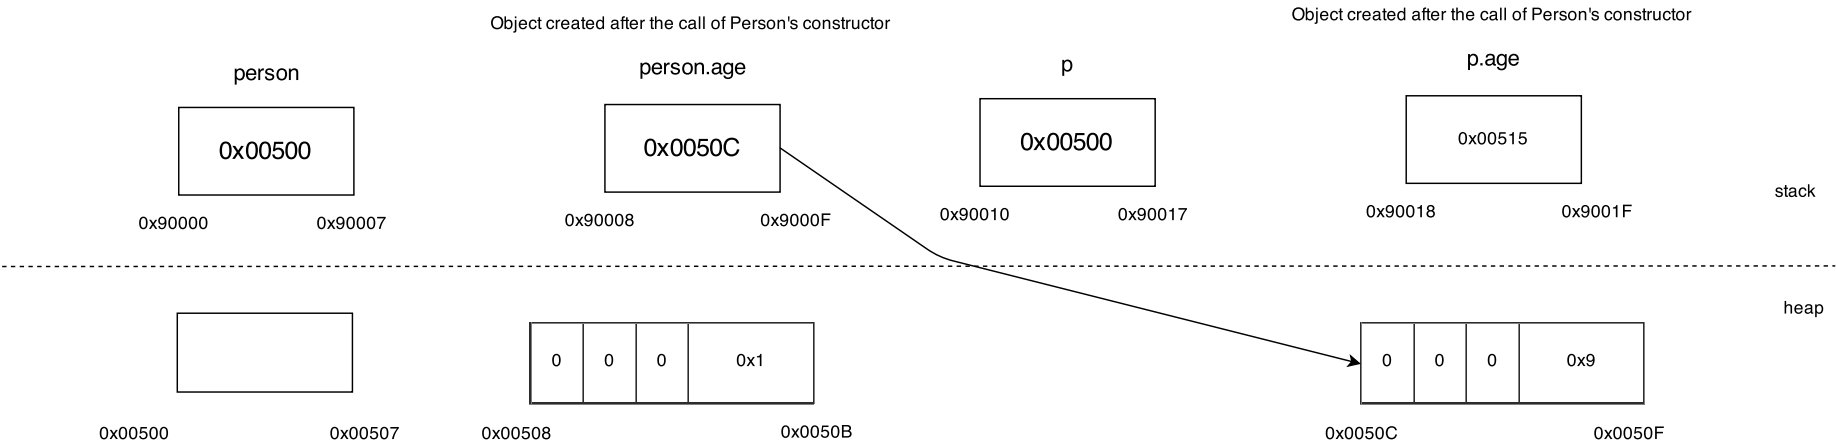 Object created after the call of Person's constructor
Object created after the call of Person's constructor
person
person.age
p
p.age
0x00500
0x0050C
0x00500
0x00515
0x90000
0x90007
0x90008
0x9000F
0x90010
0x90017
0x90018
0x9001F
stack
heap
0
0
0
0x1
0
0
0
0x9
0x00500
0x00507
0x00508
0x0050B
0x0050C
0x0050F